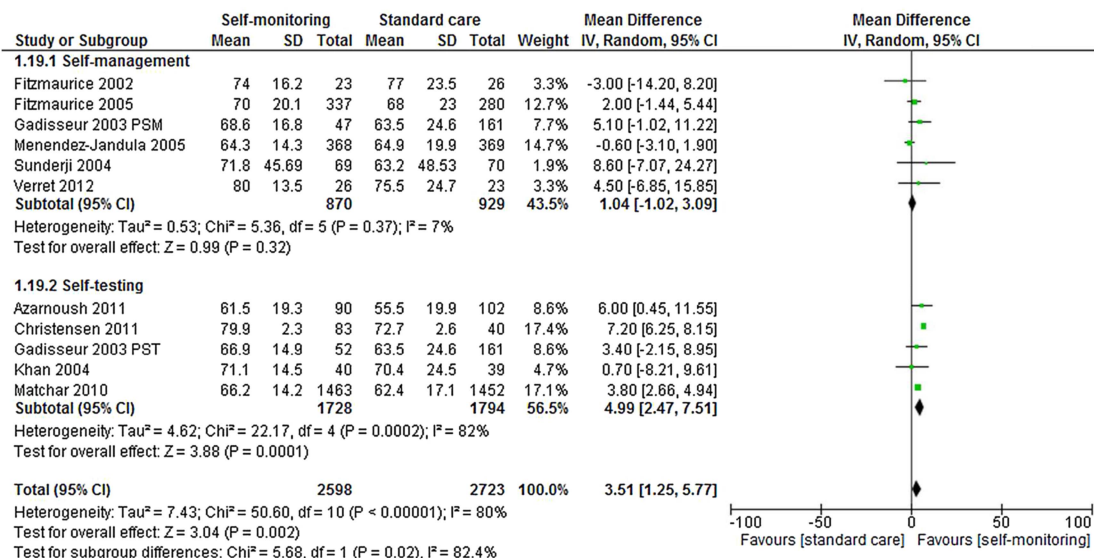 Self-monitoring Standard care Mean Difference Mean Difference
Study or Subgroup Mean SD Total Mean SD Total Weight IV, Random, 95% CI IV, Random, 95% CI
1.19.1 Self-management
Fitzmaurice 2002 74 16.2 23 77 23.5 26 3.3% -3.00 [-14.20, 8.20]
Fitzmaurice 2005 70 20.1 337 68 23 280 12.7% 2.00 [-1.44, 5.44]
Gadisseur 2003 PSM 68.6 16.8 47 63.5 24.6 161 7.7% 5.10 [-1.02, 11.22]
Menendez-Jandula 2005 64.3 14.3 368 64.9 19.9 369 14.7% -0.60 [-3.10, 1.90]
Sunderji 2004 71.8 45.69 69 63.2 48.53 70 1.9% 8.60 [-7.07, 24.27]
Verret 2012 80 13.5 26 75.5 24.7 23 3.3% 4.50 [-6.85, 15.85]
Subtotal (95% CI) 870 929 43.5% 1.04 [-1.02, 3.09]
Heterogeneity: Tau² = 0.53; Chi² = 5.36, df = 5 (P = 0.37); I² = 7%
Test for overall effect: Z = 0.99 (P = 0.32)
1.19.2 Self-testing
Azarnoush 2011 61.5 19.3 90 55.5 19.9 102 8.6% 6.00 [0.45, 11.55]
Christensen 2011 79.9 2.3 83 72.7 2.6 40 17.4% 7.20 [6.25, 8.15]
Gadisseur 2003 PST 66.9 14.9 52 63.5 24.6 161 8.6% 3.40 [-2.15, 8.95]
Khan 2004 71.1 14.5 40 70.4 24.5 39 4.7% 0.70 [-8.21, 9.61]
Matchar 2010 66.2 14.2 1463 62.4 17.1 1452 17.1% 3.80 [2.66, 4.94]
Subtotal (95% CI) 1728 1794 56.5% 4.99 [2.47, 7.51]
Heterogeneity: Tau² = 4.62; Chi² = 22.17, df = 4 (P = 0.0002); I² = 82%
Test for overall effect: Z = 3.88 (P = 0.0001)
Total (95% CI) 2598 2723 100.0% 3.51 [1.25, 5.77]
Heterogeneity: Tau² = 7.43; Chi² = 50.60, df = 10 (P < 0.00001); I² = 80%
Test for overall effect: Z = 3.04 (P = 0.002)
Test for subgroup differences: Chi² = 5.68, df = 1 (P = 0.02), I² = 82.4%
-100 -50 0 50 100
Favours [standard care] Favours [self-monitoring]